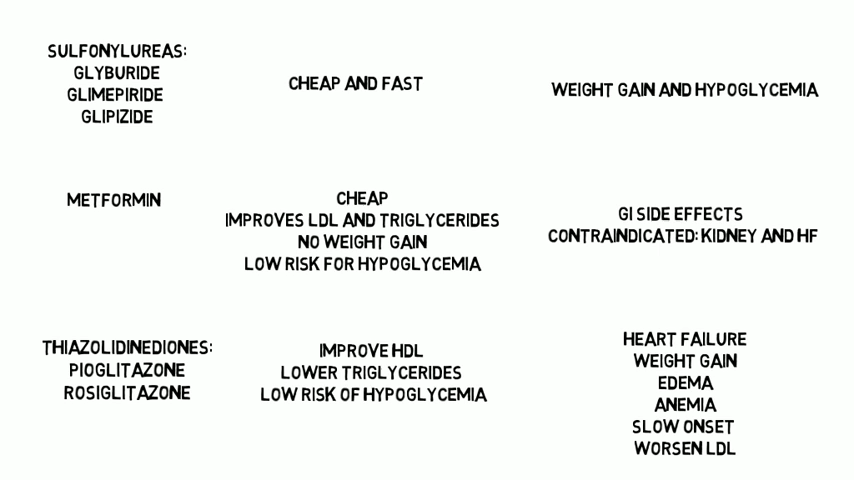 SULFONYLUREAS:
GLYBURIDE
GLIMEPIRIDE
GLIPIZIDE
CHEAP AND FAST
WEIGHT GAIN AND HYPOGLYCEMIA
METFORMIN
CHEAP
IMPROVES LDL AND TRIGLYCERIDES
NO WEIGHT GAIN
LOW RISK FOR HYPOGLYCEMIA
GI SIDE EFFECTS
CONTRAINDICATED: KIDNEY AND HF
THIAZOLIDINEDIONES:
PIOGLITAZONE
ROSIGLITAZONE
IMPROVE HDL
LOWER TRIGLYCERIDES
LOW RISK OF HYPOGLYCEMIA
HEART FAILURE
WEIGHT GAIN
EDEMA
ANEMIA
SLOW ONSET
WORSEN LDL